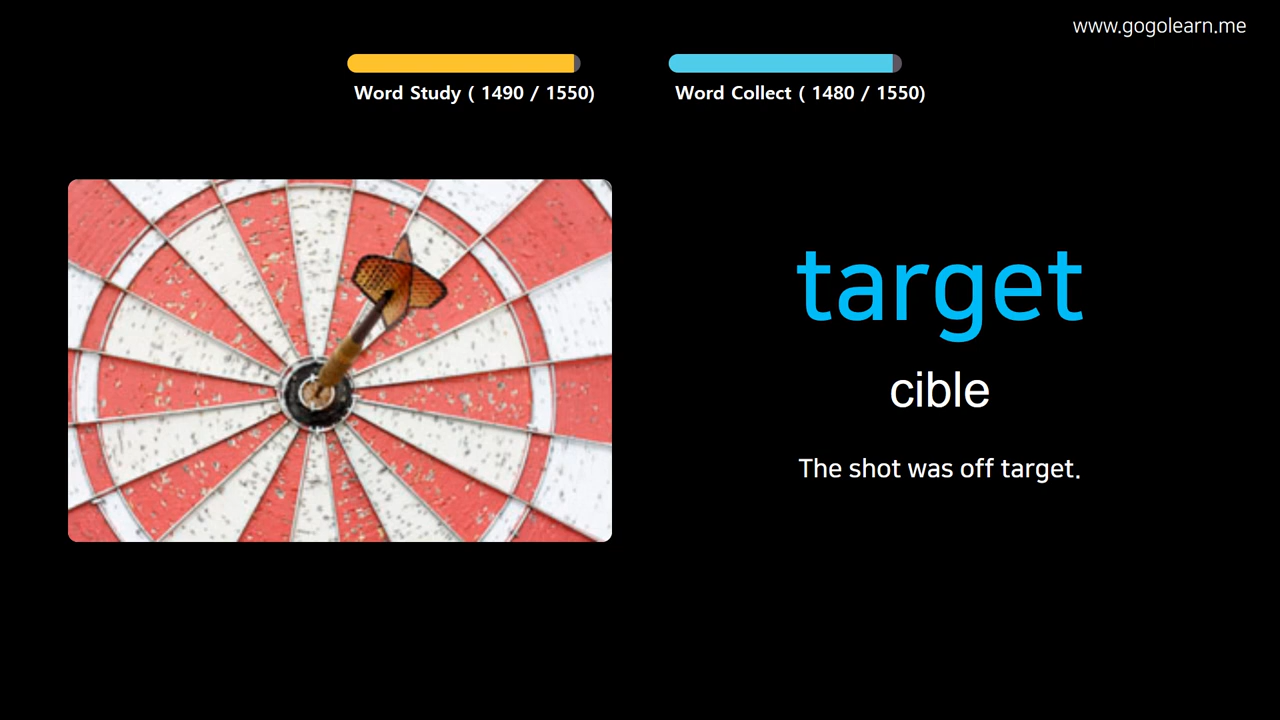 www.gogolearn.me
Word Study ( 1490 / 1550)
Word Collect ( 1480 / 1550)
target
cible
The shot was off target.